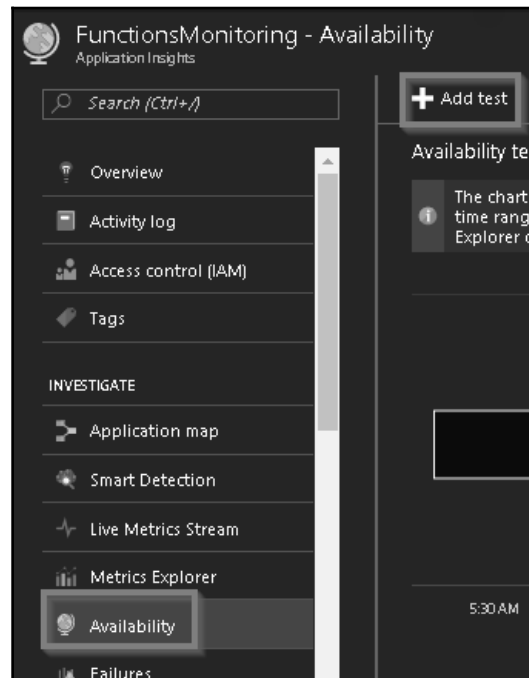 FunctionsMonitoring - Availability
Application Insights
Search (Ctrl+/)
Overview
Activity log
Access control (IAM)
Tags
INVESTIGATE
Application map
Smart Detection
Live Metrics Stream
Metrics Explorer
Availability
Failures
Add test
Availability te
The chart
time rang
Explorer
5:30 AM